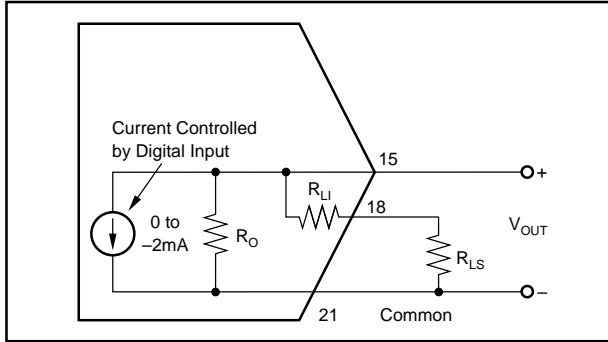 Current Controlled
by Digital Input
0 to
–2mA
R_O
R_LI
15
18
R_LS
V_OUT
+
–
21
Common